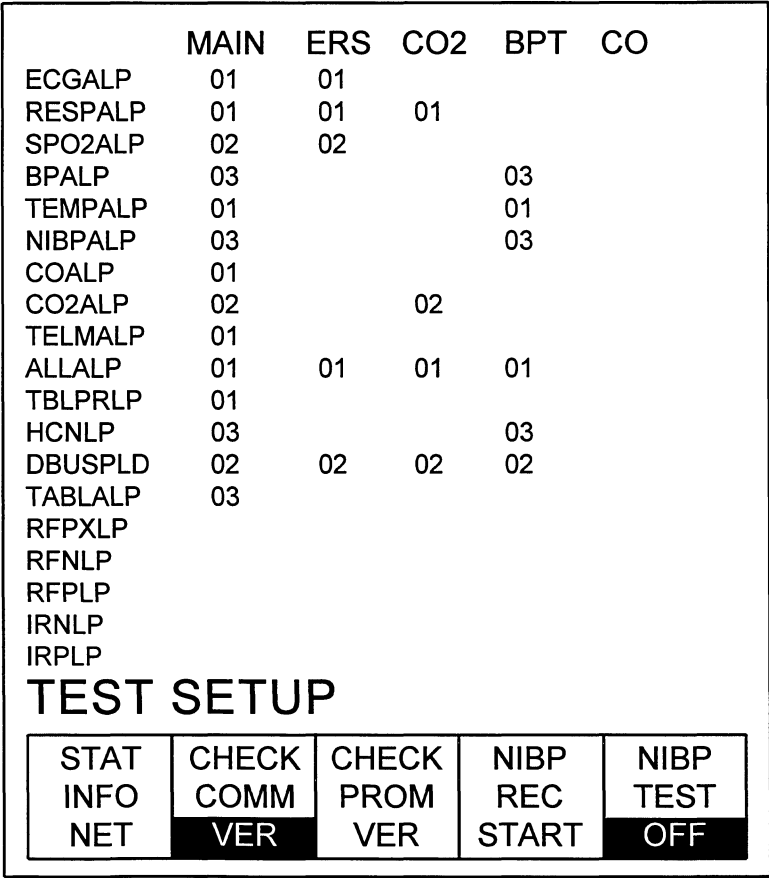 MAIN ERS CO2 BPT CO
ECGALP 01 01
RESPALP 01 01 01
SPO2ALP 02 02
BPALP 03 03
TEMPALP 01 01
NIBPALP 03 03
COALP 01
CO2ALP 02 02
TELMALP 01
ALLALP 01 01 01 01
TBLPRLP 01
HCNLP 03 03
DBUSPLD 02 02 02 02
TABLALP 03
RFPXLP
RFNLP
RFPLP
IRNLP
IRPLP
TEST SETUP
STAT CHECK CHECK NIBP NIBP
INFO COMM PROM REC TEST
NET VER VER START OFF